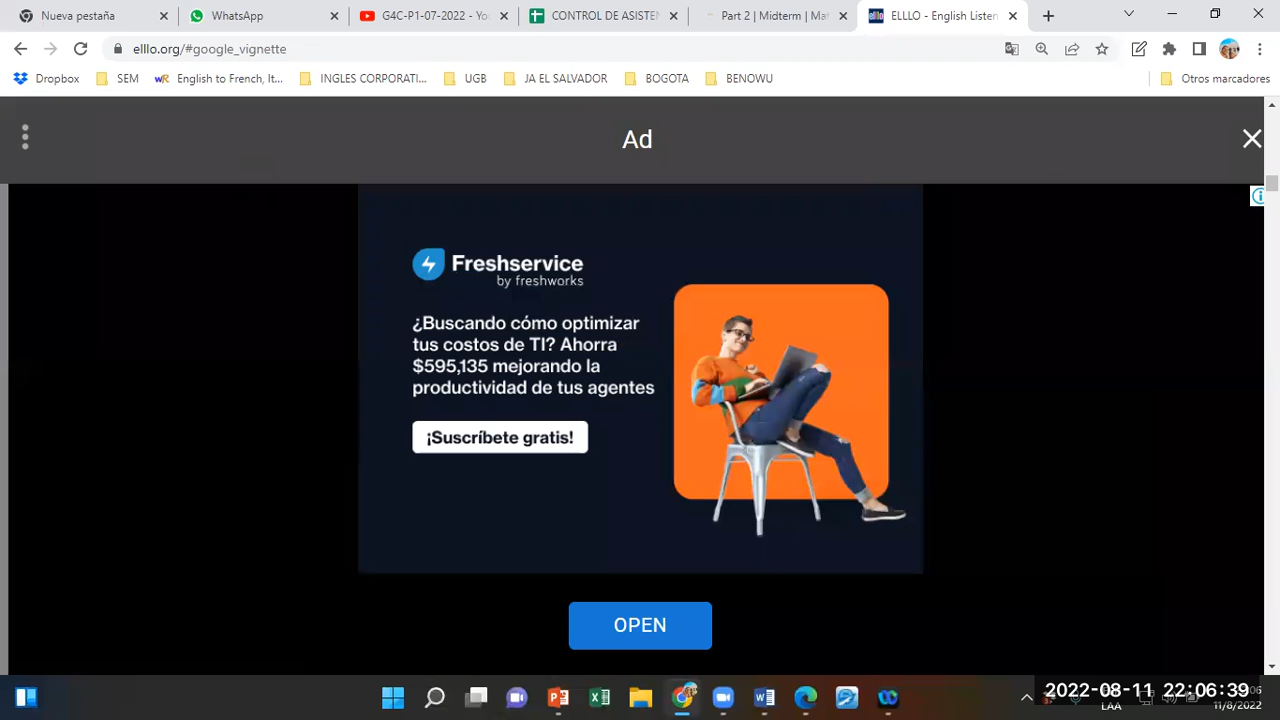 Nueva pestaña
WhatsApp
G4C-P1-07-2022 - Yo
CONTROL DE ASISTEN
Part 2 | Midterm | Ma
ELLLO - English Listen
elllo.org/#google_vignette
Dropbox
SEM
English to French, It...
INGLES CORPORATI...
UGB
JA EL SALVADOR
BOGOTA
BENOWU
Otros marcadores
Ad
Freshservice
by freshworks
¿Buscando cómo optimizar
tus costos de TI? Ahorra
$595,135 mejorando la
productividad de tus agentes
¡Suscríbete gratis!
OPEN
2022-08-11 22:06:39
LAA
11/8/2022